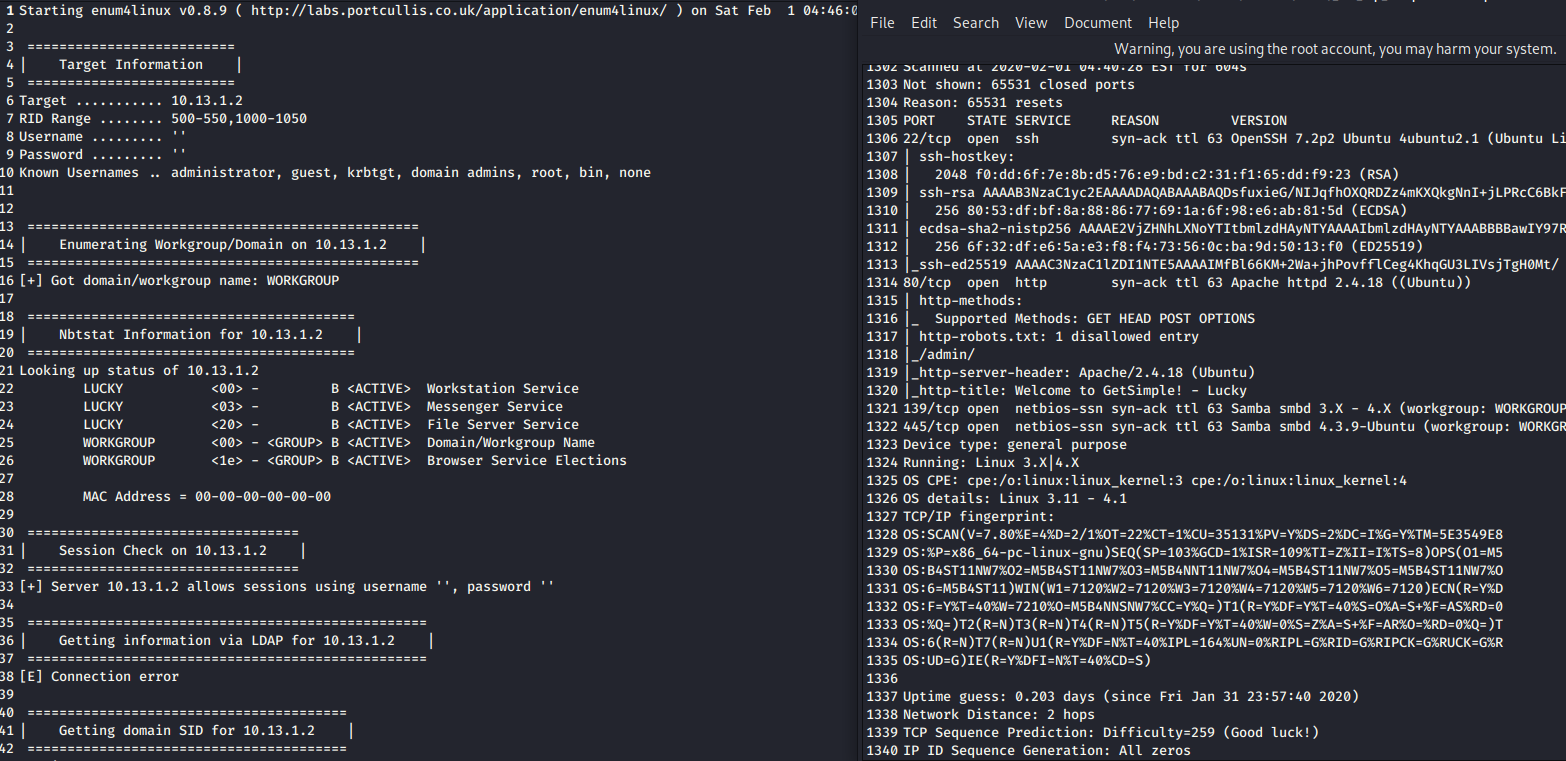 1 Starting enum4linux v0.8.9 ( http://labs.portcullis.co.uk/application/enum4linux/ ) on Sat Feb  1 04:46:0
2
3  ==========================
4 |    Target Information    |
5  ==========================
6 Target ........... 10.13.1.2
7 RID Range ........ 500-550,1000-1050
8 Username ......... ''
9 Password ......... ''
10 Known Usernames .. administrator, guest, krbtgt, domain admins, root, bin, none
11
12
13  =================================================
14 |    Enumerating Workgroup/Domain on 10.13.1.2    |
15  =================================================
16 [+] Got domain/workgroup name: WORKGROUP
17
18  =========================================
19 |    Nbtstat Information for 10.13.1.2    |
20  =========================================
21 Looking up status of 10.13.1.2
22         LUCKY           <00> -         B <ACTIVE>  Workstation Service
23         LUCKY           <03> -         B <ACTIVE>  Messenger Service
24         LUCKY           <20> -         B <ACTIVE>  File Server Service
25         WORKGROUP       <00> - <GROUP> B <ACTIVE>  Domain/Workgroup Name
26         WORKGROUP       <1e> - <GROUP> B <ACTIVE>  Browser Service Elections
27
28         MAC Address = 00-00-00-00-00-00
29
30  ==================================
31 |    Session Check on 10.13.1.2    |
32  ==================================
33 [+] Server 10.13.1.2 allows sessions using username '', password ''
34
35  ==================================================
36 |    Getting information via LDAP for 10.13.1.2    |
37  ==================================================
38 [E] Connection error
39
40  ========================================
41 |    Getting domain SID for 10.13.1.2    |
42  ========================================
File Edit Search View Document Help
Warning, you are using the root account, you may harm your system.
1302 Scanned at 2020-02-01 04:40:28 EST for 604s
1303 Not shown: 65531 closed ports
1304 Reason: 65531 resets
1305 PORT    STATE SERVICE     REASON         VERSION
1306 22/tcp  open  ssh         syn-ack ttl 63 OpenSSH 7.2p2 Ubuntu 4ubuntu2.1 (Ubuntu Li
1307 | ssh-hostkey:
1308 |   2048 f0:dd:6f:7e:8b:d5:76:e9:bd:c2:31:f1:65:dd:f9:23 (RSA)
1309 | ssh-rsa AAAAB3NzaC1yc2EAAAADAQABAAABAQDsfuxieG/NIJqfhOXQRDZz4mKXQkgNnI+jLPRcC6BkF
1310 |   256 80:53:df:bf:8a:88:86:77:69:1a:6f:98:e6:ab:81:5d (ECDSA)
1311 | ecdsa-sha2-nistp256 AAAAE2VjZHNhLXNoYTItbmlzdHAyNTYAAAAIbmlzdHAyNTYAAABBBBawIY97R
1312 |   256 6f:32:df:e6:5a:e3:f8:f4:73:56:0c:ba:9d:50:13:f0 (ED25519)
1313 |_ssh-ed25519 AAAAC3NzaC1lZDI1NTE5AAAAIMfBl66KM+2Wa+jhPovfflCeg4KhqGU3LIVsjTgH0Mt/
1314 80/tcp  open  http        syn-ack ttl 63 Apache httpd 2.4.18 ((Ubuntu))
1315 | http-methods:
1316 |_  Supported Methods: GET HEAD POST OPTIONS
1317 | http-robots.txt: 1 disallowed entry
1318 |_/admin/
1319 |_http-server-header: Apache/2.4.18 (Ubuntu)
1320 |_http-title: Welcome to GetSimple! - Lucky
1321 139/tcp open  netbios-ssn syn-ack ttl 63 Samba smbd 3.X - 4.X (workgroup: WORKGROUP
1322 445/tcp open  netbios-ssn syn-ack ttl 63 Samba smbd 4.3.9-Ubuntu (workgroup: WORKGR
1323 Device type: general purpose
1324 Running: Linux 3.X|4.X
1325 OS CPE: cpe:/o:linux:linux_kernel:3 cpe:/o:linux:linux_kernel:4
1326 OS details: Linux 3.11 - 4.1
1327 TCP/IP fingerprint:
1328 OS:SCAN(V=7.80%E=4%D=2/1%OT=22%CT=1%CU=35131%PV=Y%DS=2%DC=I%G=Y%TM=5E3549E8
1329 OS:%P=x86_64-pc-linux-gnu)SEQ(SP=103%GCD=1%ISR=109%TI=Z%II=I%TS=8)OPS(O1=M5
1330 OS:B4ST11NW7%O2=M5B4ST11NW7%O3=M5B4NNT11NW7%O4=M5B4ST11NW7%O5=M5B4ST11NW7%O
1331 OS:6=M5B4ST11)WIN(W1=7120%W2=7120%W3=7120%W4=7120%W5=7120%W6=7120)ECN(R=Y%D
1332 OS:F=Y%T=40%W=7210%O=M5B4NNSNW7%CC=Y%Q=)T1(R=Y%DF=Y%T=40%S=O%A=S+%F=AS%RD=0
1333 OS:%Q=)T2(R=N)T3(R=N)T4(R=N)T5(R=Y%DF=Y%T=40%W=0%S=Z%A=S+%F=AR%O=%RD=0%Q=)T
1334 OS:6(R=N)T7(R=N)U1(R=Y%DF=N%T=40%IPL=164%UN=0%RIPL=G%RID=G%RIPCK=G%RUCK=G%R
1335 OS:UD=G)IE(R=Y%DFI=N%T=40%CD=S)
1336
1337 Uptime guess: 0.203 days (since Fri Jan 31 23:57:40 2020)
1338 Network Distance: 2 hops
1339 TCP Sequence Prediction: Difficulty=259 (Good luck!)
1340 IP ID Sequence Generation: All zeros